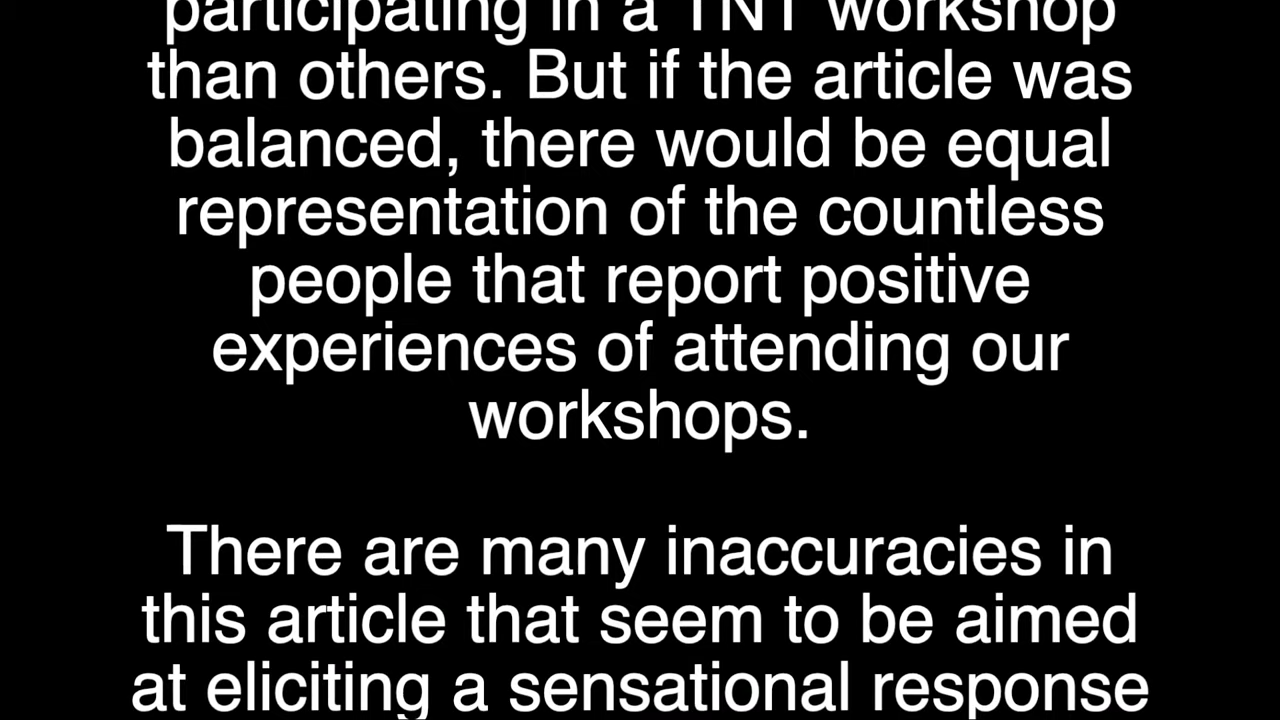 participating in a TNT workshop
than others. But if the article was
balanced, there would be equal
representation of the countless
people that report positive
experiences of attending our
workshops.
There are many inaccuracies in
this article that seem to be aimed
at eliciting a sensational response